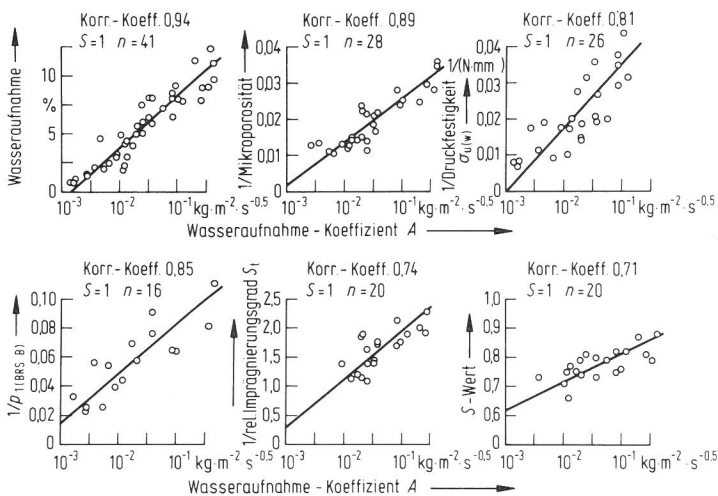 Korr.-Koeff. 0,94
S=1 n=41
Wasseraufnahme
10
%
5
0
10⁻³ 10⁻² 10⁻¹ kg·m⁻²·s⁻⁰,⁵
Korr.-Koeff. 0,89
S=1 n=28
1/Mikroporosität
0,04
0,03
0,02
0,01
0
10⁻³ 10⁻² 10⁻¹ kg·m⁻²·s⁻⁰,⁵
Korr.-Koeff. 0,81
S=1 n=26
1/(N·mm)
1/Druckfestigkeit
σu(w)
0,04
0,03
0,02
0,01
0
10⁻³ 10⁻² 10⁻¹ kg·m⁻²·s⁻⁰,⁵
Wasseraufnahme-Koeffizient A
Korr.-Koeff. 0,85
S=1 n=16
1/p1(BRS B)
0,10
0,08
0,06
0,04
0,02
0
10⁻³ 10⁻² 10⁻¹ kg·m⁻²·s⁻⁰,⁵
Korr.-Koeff. 0,74
S=1 n=20
1/rel.Imprägnierungsgrad St
2,5
2,0
1,5
1,0
0,5
0
10⁻³ 10⁻² 10⁻¹ kg·m⁻²·s⁻⁰,⁵
Korr.-Koeff. 0,71
S=1 n=20
S-Wert
1,0
0,9
0,8
0,7
0,6
0
10⁻³ 10⁻² 10⁻¹ kg·m⁻²·s⁻⁰,⁵
Wasseraufnahme-Koeffizient A